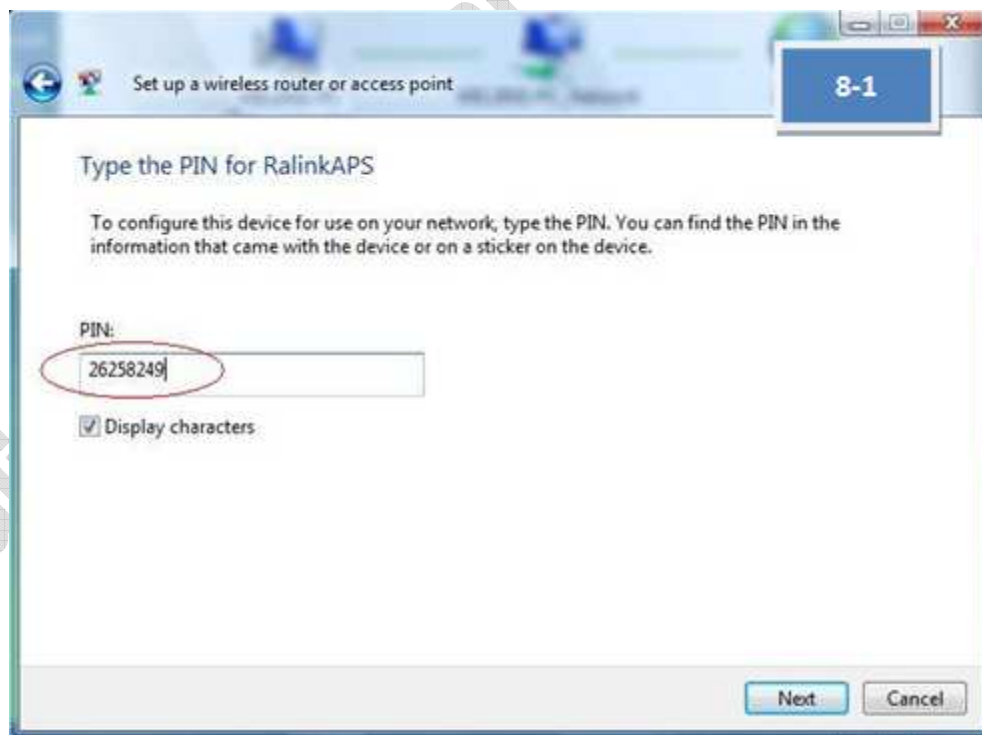 Set up a wireless router or access point
8-1
Type the PIN for RalinkAPS
To configure this device for use on your network, type the PIN. You can find the PIN in the
information that came with the device or on a sticker on the device.
PIN:
26258249
Display characters
Next
Cancel